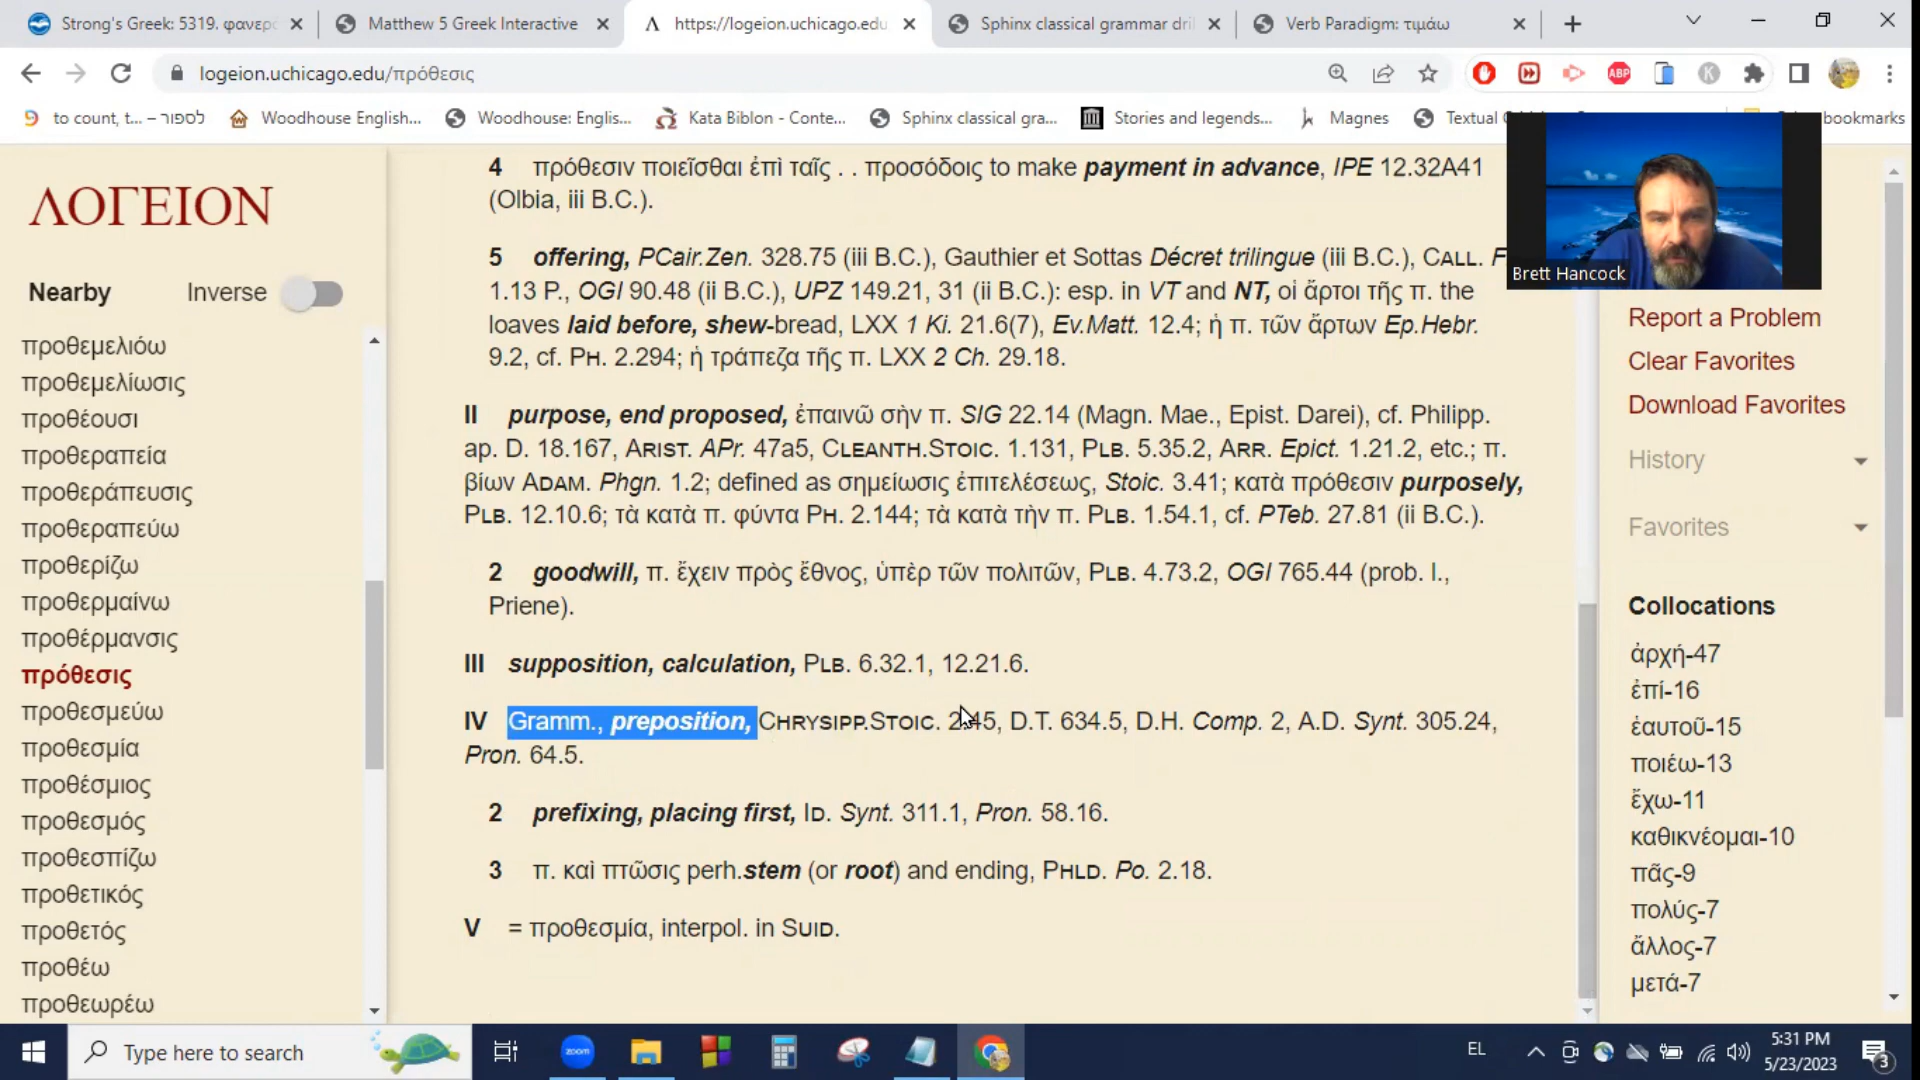 Strong's Greek: 5319. φανερό
Matthew 5 Greek Interactive
https://logeion.uchicago.edu
Sphinx classical grammar dri
Verb Paradigm: τιμάω
logeion.uchicago.edu/πρόθεσις
to count, t... – לספור
Woodhouse English...
Woodhouse: Englis...
Kata Biblon - Conte...
Sphinx classical gra...
Stories and legends...
Magnes
bookmarks
ΛΟΓΕΙΟΝ
Nearby
Inverse
προθεμελιόω
προθεμελίωσις
προθέουσι
προθεραπεία
προθεράπευσις
προθεραπεύω
προθερίζω
προθερμαίνω
προθέρμανσις
πρόθεσις
προθεσμεύω
προθεσμία
προθέσμιος
προθεσμός
προθεσπίζω
προθετικός
προθετός
προθέω
προθεωρέω
4 πρόθεσιν ποιεῖσθαι ἐπὶ ταῖς . . προσόδοις to make payment in advance, IPE 12.32A41
(Olbia, iii B.C.).
5 offering, PCair.Zen. 328.75 (iii B.C.), Gauthier et Sottas Décret trilingue (iii B.C.), CALL. F
1.13 P., OGI 90.48 (ii B.C.), UPZ 149.21, 31 (ii B.C.): esp. in VT and NT, οἱ ἄρτοι τῆς π. the
loaves laid before, shew-bread, LXX 1 Ki. 21.6(7), Ev.Matt. 12.4; ἡ π. τῶν ἄρτων Ep.Hebr.
9.2, cf. PH. 2.294; ἡ τράπεζα τῆς π. LXX 2 Ch. 29.18.
II purpose, end proposed, ἐπαινῶ σὴν π. SIG 22.14 (Magn. Mae., Epist. Darei), cf. Philipp.
ap. D. 18.167, ARIST. APr. 47a5, CLEANTH.STOIC. 1.131, PLB. 5.35.2, ARR. Epict. 1.21.2, etc.; π.
βίων ADAM. Phgn. 1.2; defined as σημείωσις ἐπιτελέσεως, Stoic. 3.41; κατὰ πρόθεσιν purposely,
PLB. 12.10.6; τὰ κατὰ π. φύντα PH. 2.144; τὰ κατὰ τὴν π. PLB. 1.54.1, cf. PTeb. 27.81 (ii B.C.).
2 goodwill, π. ἔχειν πρὸς ἔθνος, ὑπὲρ τῶν πολιτῶν, PLB. 4.73.2, OGI 765.44 (prob. l.,
Priene).
III supposition, calculation, PLB. 6.32.1, 12.21.6.
IV Gramm., preposition, CHRYSIPP.STOIC. 2.45, D.T. 634.5, D.H. Comp. 2, A.D. Synt. 305.24,
Pron. 64.5.
2 prefixing, placing first, ID. Synt. 311.1, Pron. 58.16.
3 π. καὶ πτῶσις perh.stem (or root) and ending, PHLD. Po. 2.18.
V = προθεσμία, interpol. in SUID.
Brett Hancock
Report a Problem
Clear Favorites
Download Favorites
History
Favorites
Collocations
ἀρχή-47
ἐπί-16
ἑαυτοῦ-15
ποιέω-13
ἔχω-11
καθικνέομαι-10
πᾶς-9
πολύς-7
ἄλλος-7
μετά-7
Type here to search
zoom
EL
5:31 PM
5/23/2023
3